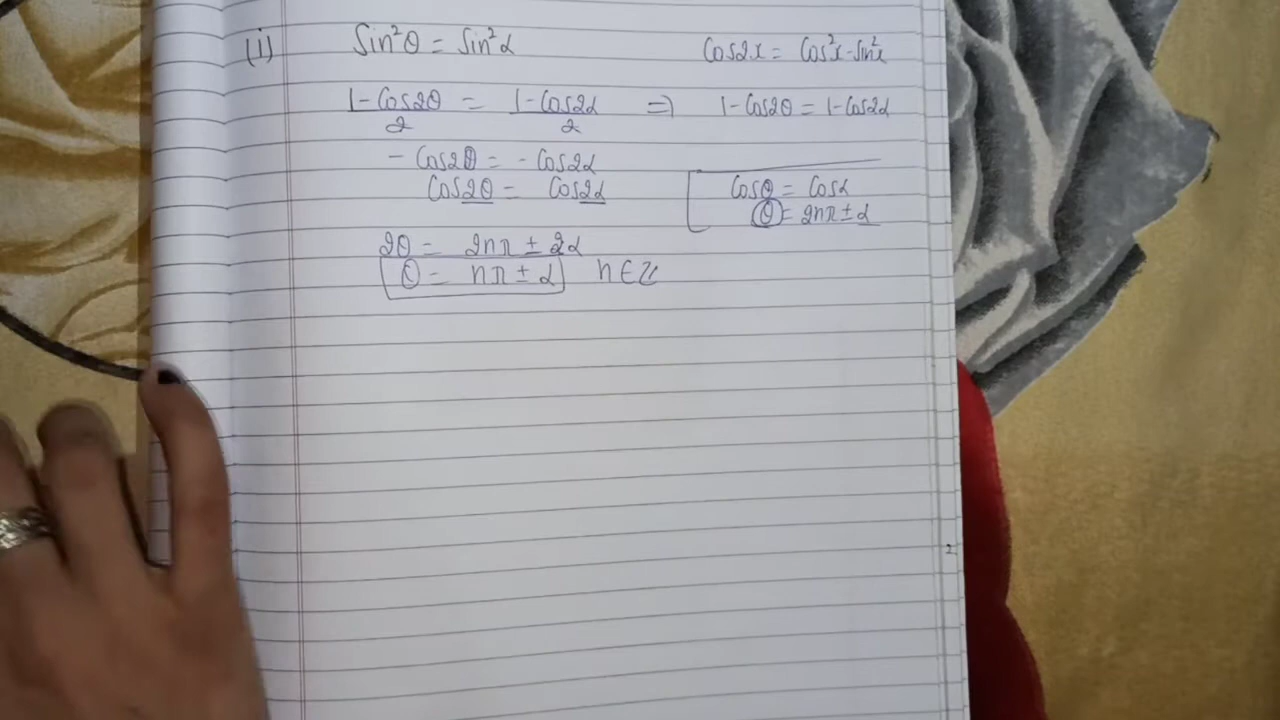 (i) Sin²θ = Sin²α Cos2x = Cos²x - Sin²x
1-Cos2θ/2 = 1-Cos2α/2 ⇒ 1-Cos2θ = 1-Cos2α
- Cos2θ = - Cos2α
Cos2θ = Cos2α
Cosθ = Cosα
θ = 2nπ ± α
2θ = 2nπ ± 2α
θ = nπ ± α n∈Z
2